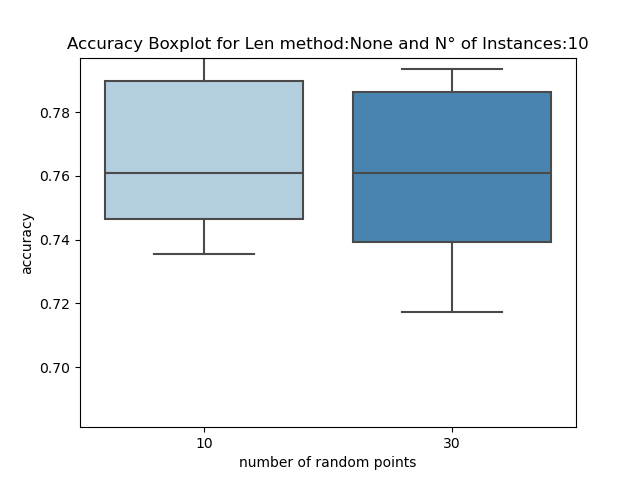 Accuracy Boxplot for Len method:None and N° of Instances:10
accuracy
0.78
0.76
0.74
0.72
0.70
10 30
number of random points